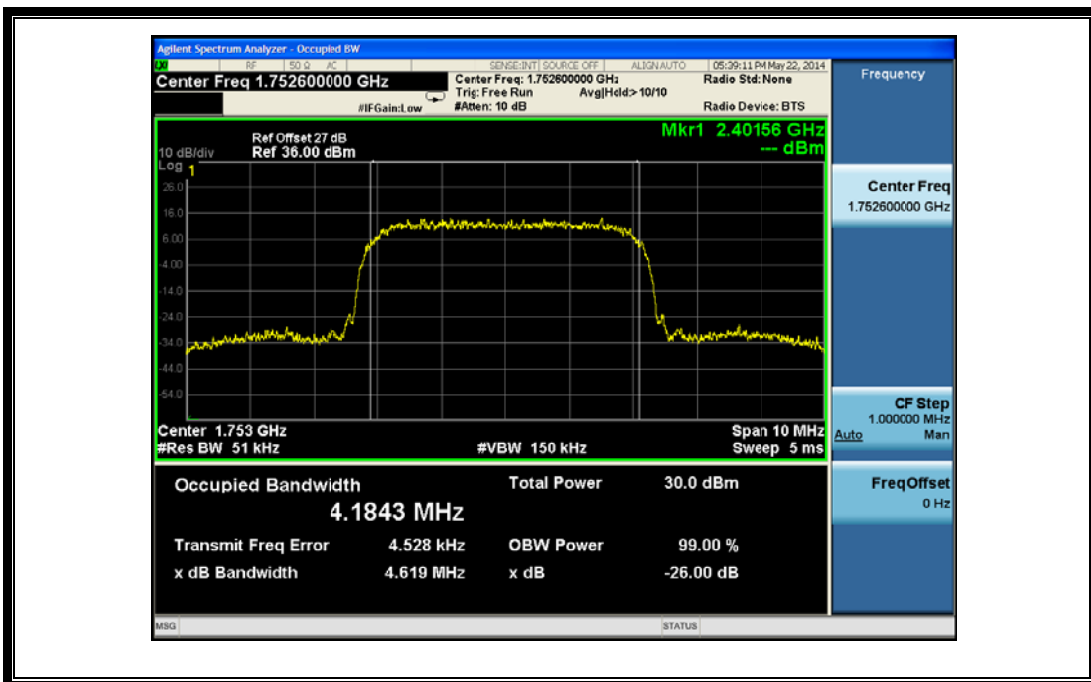 Agilent Spectrum Analyzer - Occupied BW
LXI RF 50 Ω AC SENSE:INT SOURCE OFF ALIGN AUTO 05:39:11 PM May 22, 2014
Center Freq 1.752600000 GHz
Center Freq: 1.752600000 GHz
Radio Std: None
Trig: Free Run Avg|Hold:> 10/10
#IFGain:Low #Atten: 10 dB Radio Device: BTS
Mkr1 2.40156 GHz
--- dBm
Ref Offset 27 dB
10 dB/div Ref 36.00 dBm
Log
1
26.0
16.0
6.00
-4.00
-14.0
-24.0
-34.0
-44.0
-54.0
Center 1.753 GHz Span 10 MHz
#Res BW 51 kHz #VBW 150 kHz Sweep 5 ms
Occupied Bandwidth Total Power 30.0 dBm
4.1843 MHz
Transmit Freq Error 4.528 kHz OBW Power 99.00 %
x dB Bandwidth 4.619 MHz x dB -26.00 dB
MSG STATUS
Frequency
Center Freq
1.752600000 GHz
CF Step
1.000000 MHz
Auto Man
Freq Offset
0 Hz